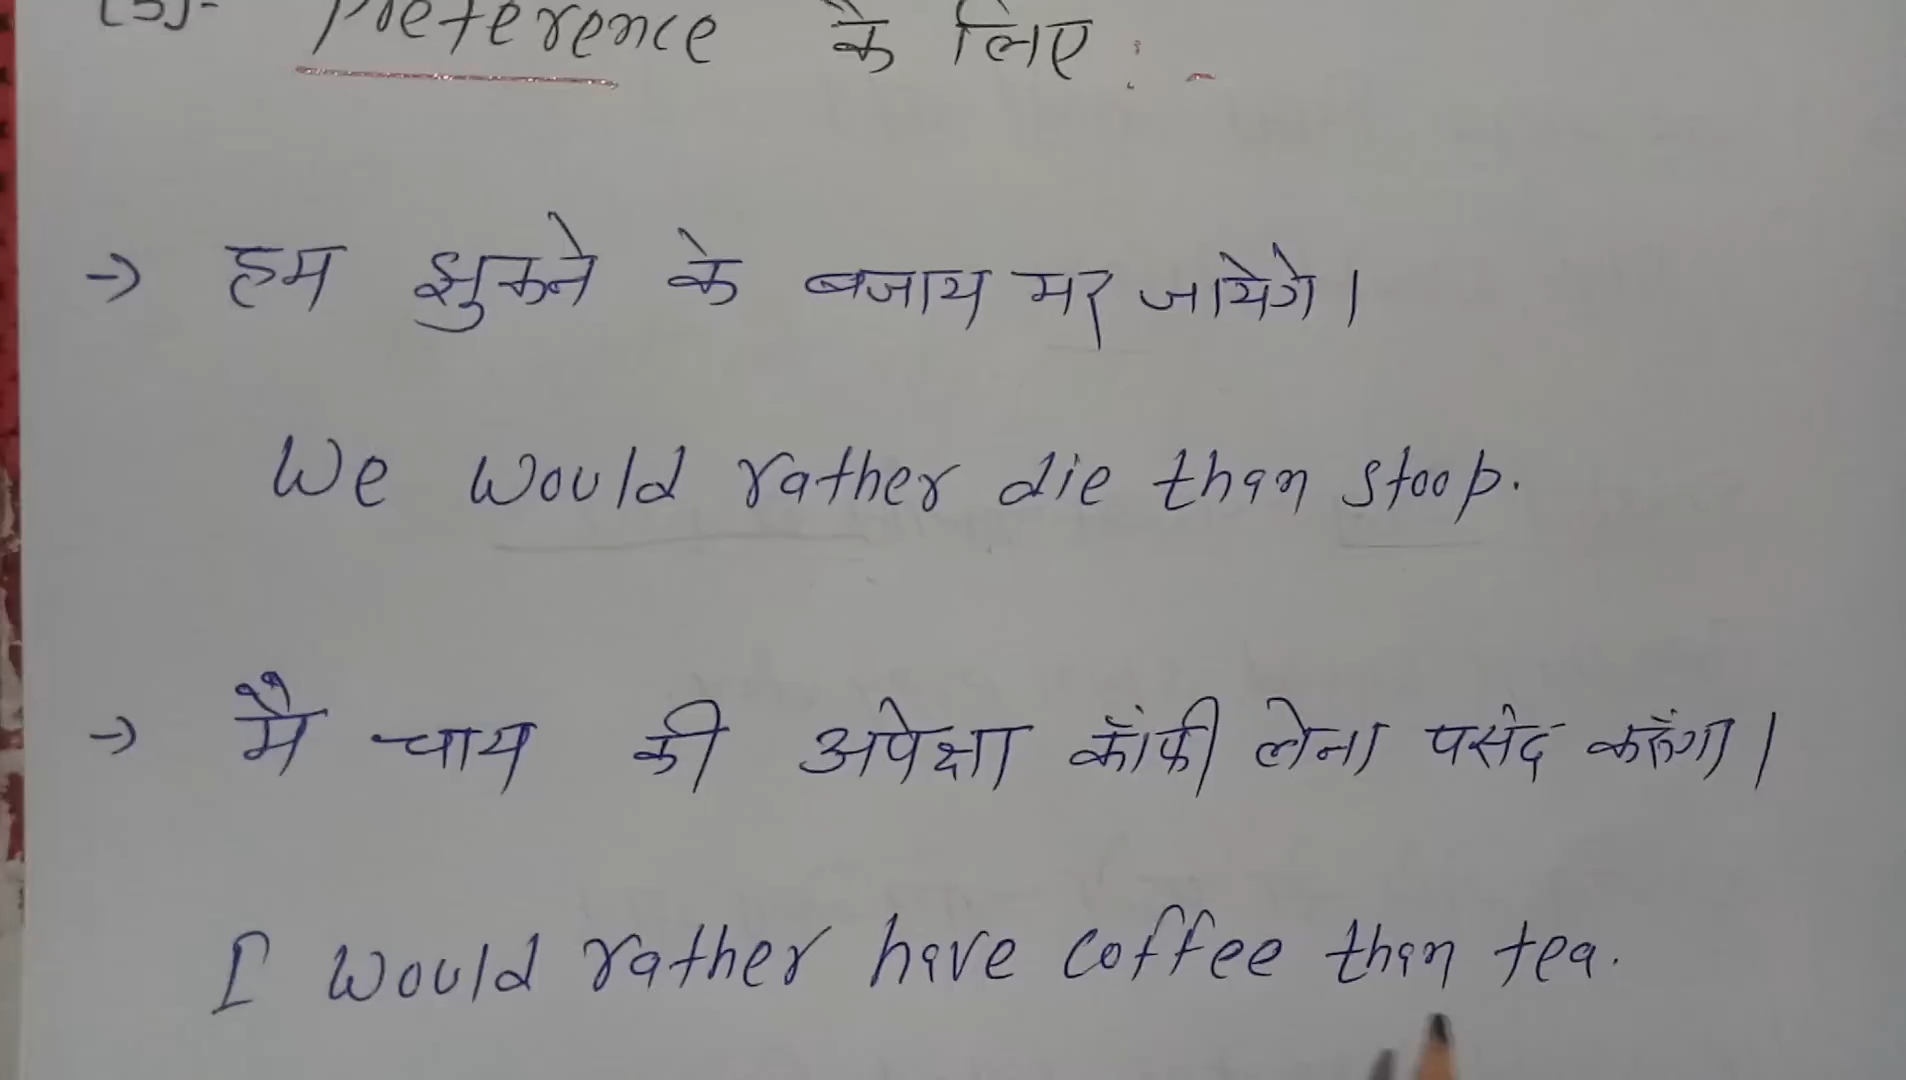 (5)- Preference के लिए :-
→ हम झुकने के बजाय मर जायेगे।
We would rather die than stoop.
→ मैं चाय की अपेक्षा कॉफी लेना पसंद करूंगा।
I would rather have coffee than tea.